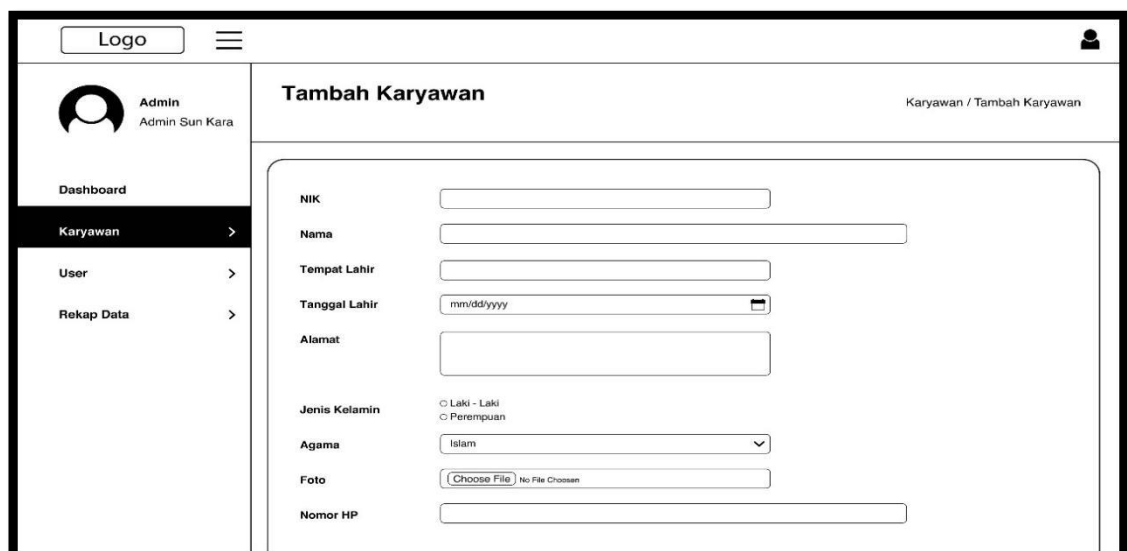 Logo
Admin
Admin Sun Kara
Dashboard
Karyawan >
User >
Rekap Data >
Tambah Karyawan
Karyawan / Tambah Karyawan
NIK
Nama
Tempat Lahir
Tanggal Lahir mm/dd/yyyy
Alamat
Jenis Kelamin
Laki - Laki
Perempuan
Agama Islam
Foto Choose File No File Choosen
Nomor HP